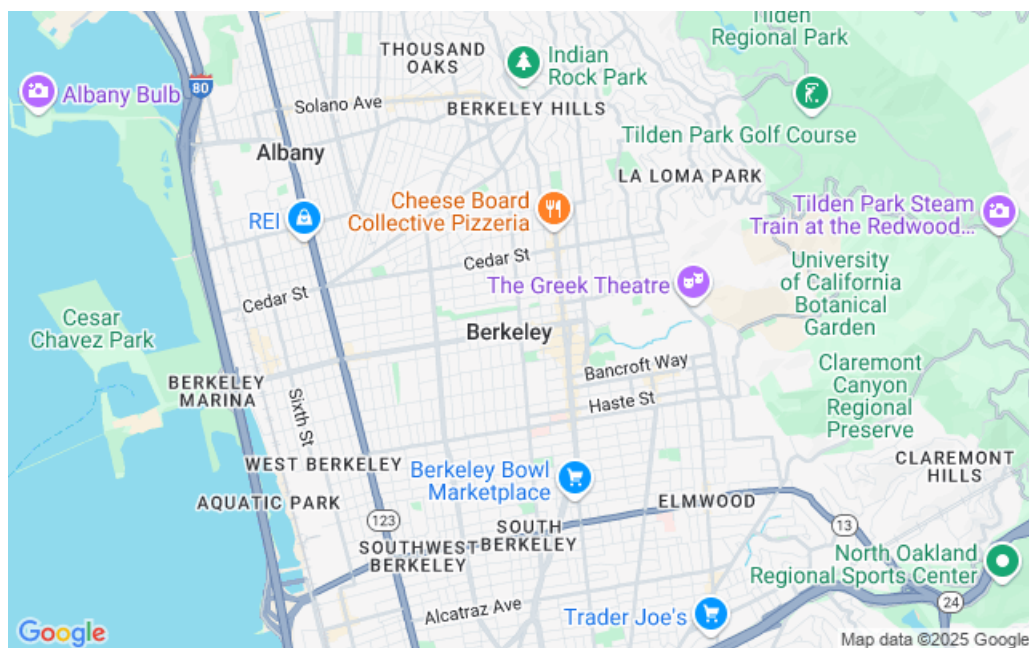 Tilden
Regional Park
THOUSAND
OAKS
Indian
Rock Park
80
Albany Bulb
Solano Ave
BERKELEY HILLS
Tilden Park Golf Course
Albany
LA LOMA PARK
Cheese Board
Collective Pizzeria
REI
Tilden Park Steam
Train at the Redwood...
Cedar St
University
of California
Botanical
Garden
The Greek Theatre
Cedar St
Cesar
Chavez Park
Berkeley
Bancroft Way
Claremont
Canyon
Regional
Preserve
BERKELEY
MARINA
Sixth St
Haste St
WEST BERKELEY
Berkeley Bowl
Marketplace
CLAREMONT
HILLS
AQUATIC PARK
ELMWOOD
123
13
SOUTH
BERKELEY
SOUTHWEST
BERKELEY
North Oakland
Regional Sports Center
24
Alcatraz Ave
Trader Joe's
Google
Map data ©2025 Google